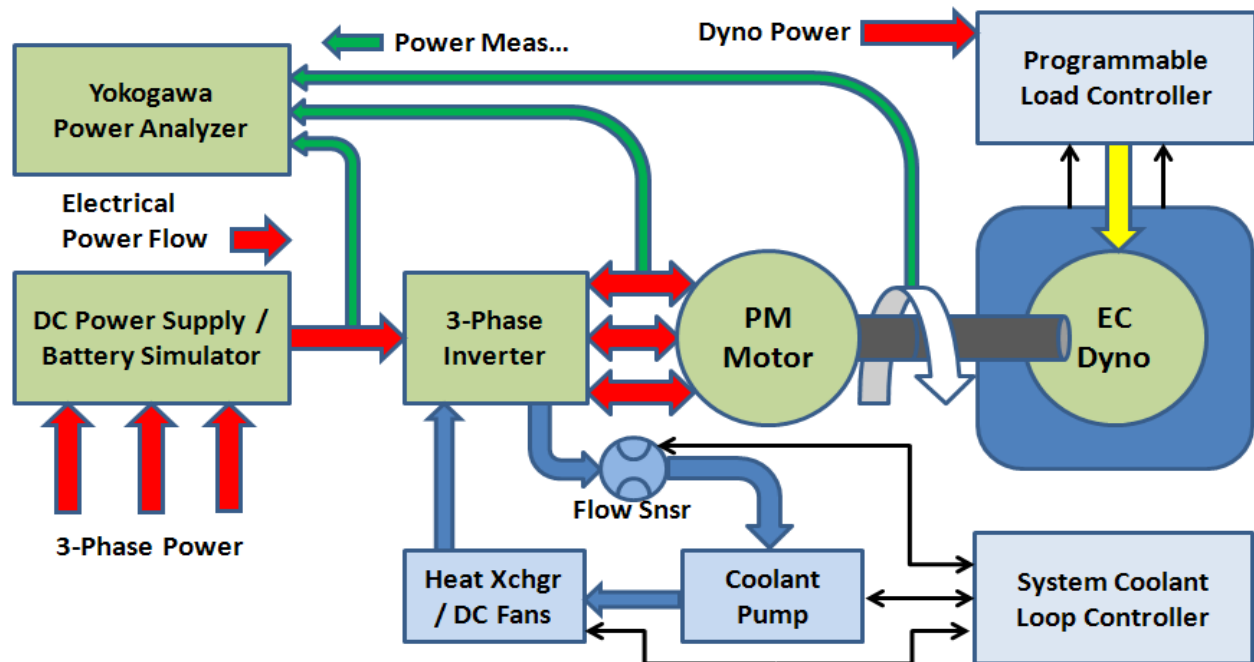 Power Meas...
Dyno Power
Programmable
Load Controller
Yokogawa
Power Analyzer
Electrical
Power Flow
DC Power Supply /
Battery Simulator
3-Phase
Inverter
PM
Motor
EC
Dyno
Flow Snsr
3-Phase Power
Heat Xchgr
/ DC Fans
Coolant
Pump
System Coolant
Loop Controller